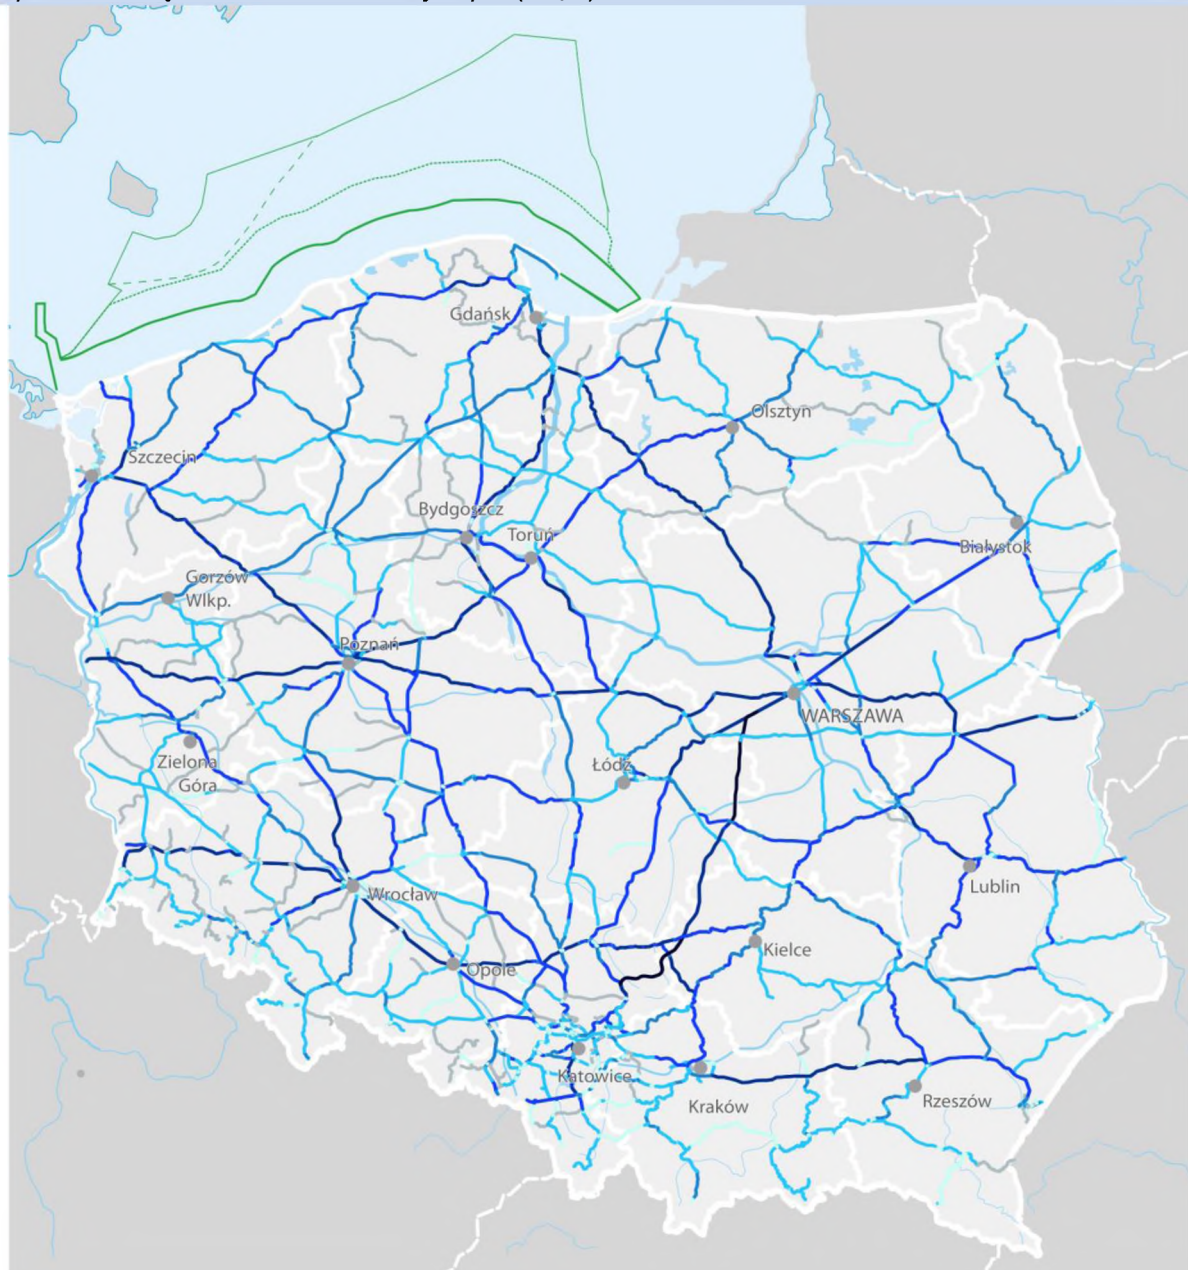 Gdańsk
Olsztyn
Szczecin
Bydgoszcz
Toruń
Białystok
Gorzów
Wlkp.
Poznań
WARSZAWA
Zielona
Góra
Łódź
Wrocław
Lublin
Kielce
Opole
Katowice
Kraków
Rzeszów